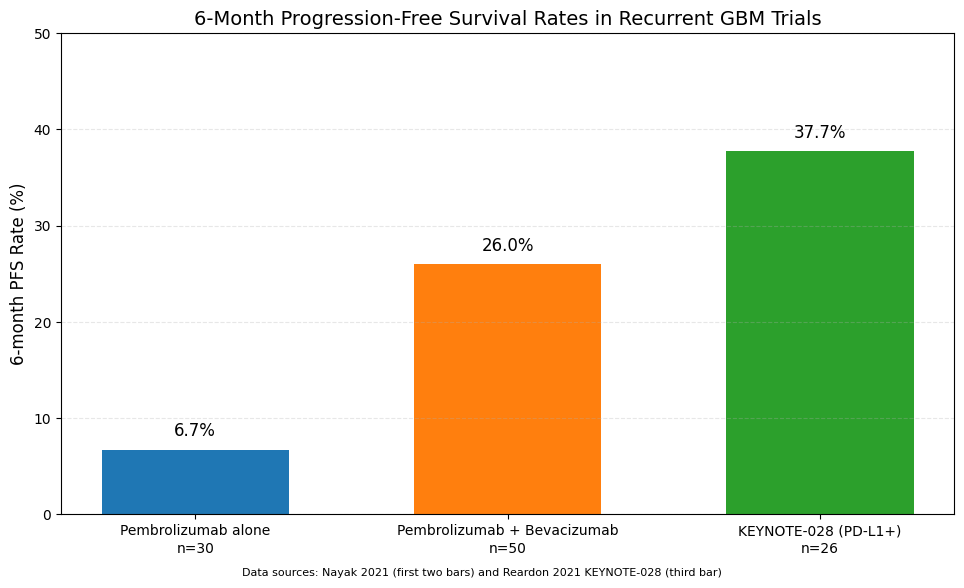 6-Month Progression-Free Survival Rates in Recurrent GBM Trials
6-month PFS Rate (%)
50
40
30
20
10
0
6.7%
26.0%
37.7%
Pembrolizumab alone
n=30
Pembrolizumab + Bevacizumab
n=50
KEYNOTE-028 (PD-L1+)
n=26
Data sources: Nayak 2021 (first two bars) and Reardon 2021 KEYNOTE-028 (third bar)